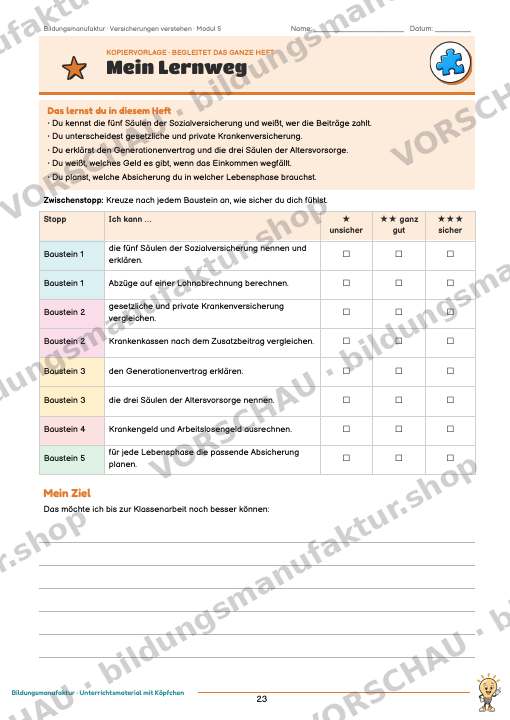 Bildungsmanufaktur · Versicherungen verstehen · Modul 5 Name: Datum:
KOPIERVORLAGE · BEGLEITET DAS GANZE HEFT
Mein Lernweg
Das lernst du in diesem Heft
· Du kennst die fünf Säulen der Sozialversicherung und weißt, wer die Beiträge zahlt.
· Du unterscheidest gesetzliche und private Krankenversicherung.
· Du erklärst den Generationenvertrag und die drei Säulen der Altersvorsorge.
· Du weißt, welches Geld es gibt, wenn das Einkommen wegfällt.
· Du planst, welche Absicherung du in welcher Lebensphase brauchst.
Zwischenstopp: Kreuze nach jedem Baustein an, wie sicher du dich fühlst.
Stopp Ich kann ... ★ ★★ ganz ★★★
unsicher gut sicher
Baustein 1 die fünf Säulen der Sozialversicherung nennen und
erklären. ☐ ☐ ☐
Baustein 1 Abzüge auf einer Lohnabrechnung berechnen. ☐ ☐ ☐
Baustein 2 gesetzliche und private Krankenversicherung
vergleichen. ☐ ☐ ☐
Baustein 2 Krankenkassen nach dem Zusatzbeitrag vergleichen. ☐ ☐ ☐
Baustein 3 den Generationenvertrag erklären. ☐ ☐ ☐
Baustein 3 die drei Säulen der Altersvorsorge nennen. ☐ ☐ ☐
Baustein 4 Krankengeld und Arbeitslosengeld ausrechnen. ☐ ☐ ☐
Baustein 5 für jede Lebensphase die passende Absicherung
planen. ☐ ☐ ☐
Mein Ziel
Das möchte ich bis zur Klassenarbeit noch besser können:
Bildungsmanufaktur · Unterrichtsmaterial mit Köpfchen
23
VORSCHAU · bildungsmanufaktur.shop